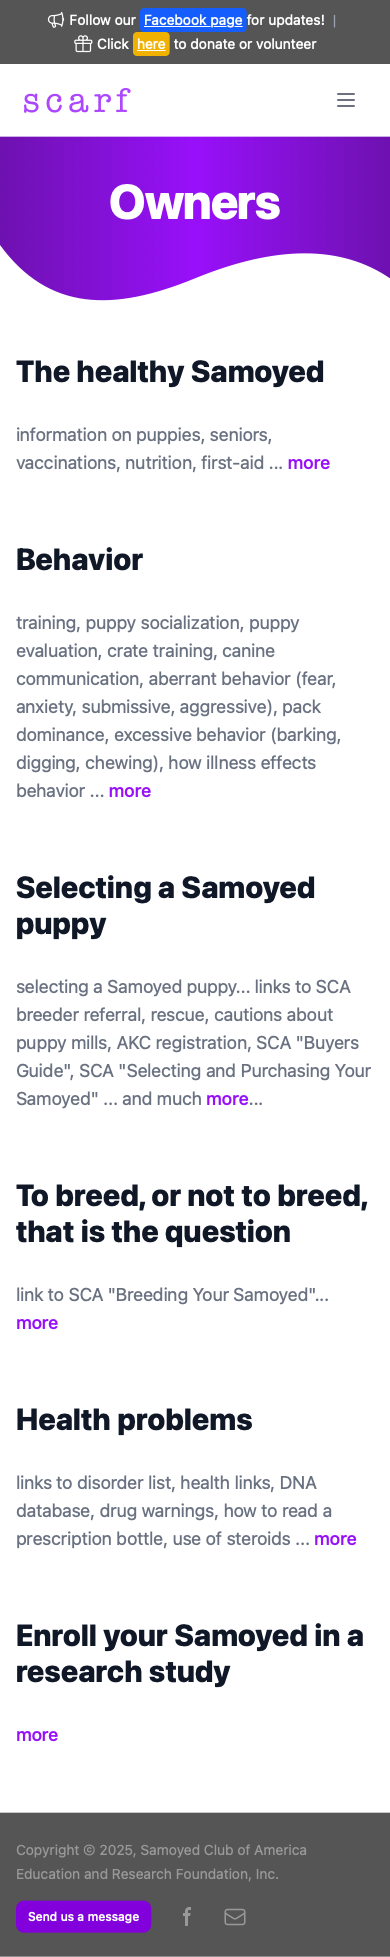 Follow our Facebook page for updates! |
Click here to donate or volunteer
scarf
Owners
The healthy Samoyed
information on puppies, seniors,
vaccinations, nutrition, first-aid ... more
Behavior
training, puppy socialization, puppy
evaluation, crate training, canine
communication, aberrant behavior (fear,
anxiety, submissive, aggressive), pack
dominance, excessive behavior (barking,
digging, chewing), how illness effects
behavior ... more
Selecting a Samoyed
puppy
selecting a Samoyed puppy... links to SCA
breeder referral, rescue, cautions about
puppy mills, AKC registration, SCA "Buyers
Guide", SCA "Selecting and Purchasing Your
Samoyed" ... and much more...
To breed, or not to breed,
that is the question
link to SCA "Breeding Your Samoyed"...
more
Health problems
links to disorder list, health links, DNA
database, drug warnings, how to read a
prescription bottle, use of steroids ... more
Enroll your Samoyed in a
research study
more
Copyright © 2025, Samoyed Club of America
Education and Research Foundation, Inc.
Send us a message